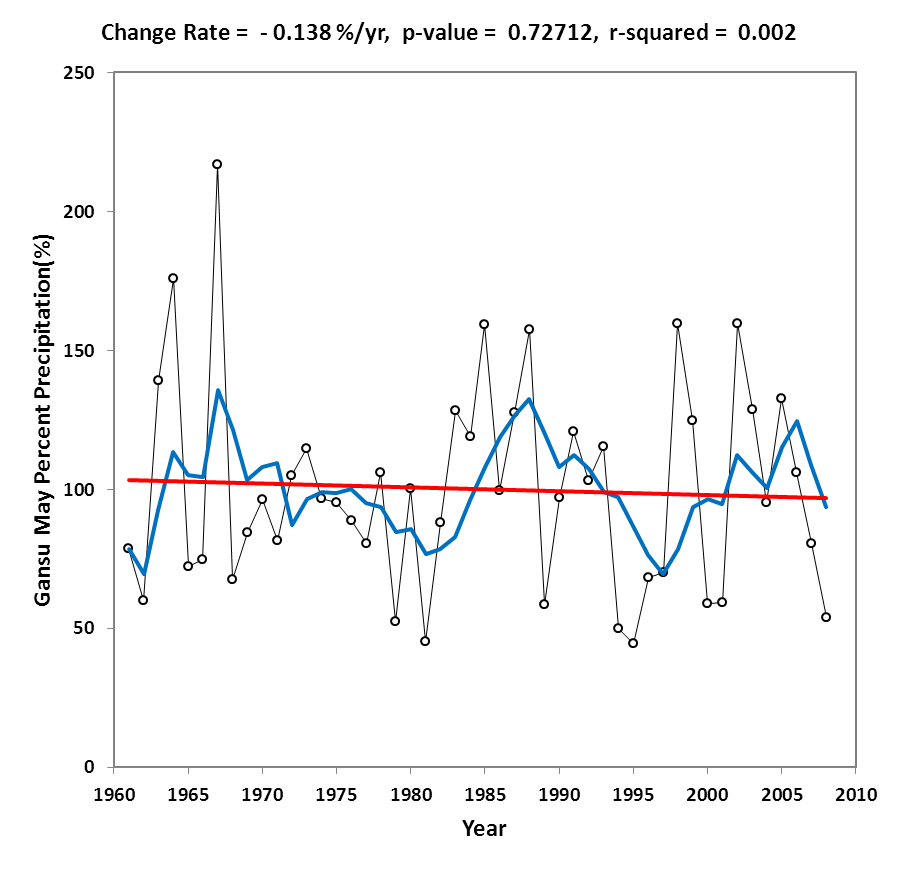 Change Rate = - 0.138 %/yr, p-value = 0.72712, r-squared = 0.002
250
200
150
100
50
0
Gansu May Percent Precipitation(%)
1960 1965 1970 1975 1980 1985 1990 1995 2000 2005 2010
Year